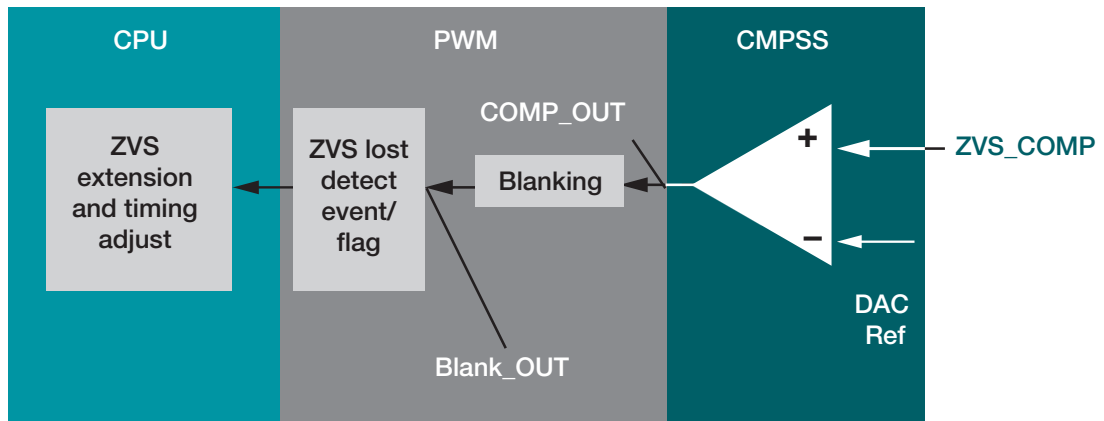 CPU
PWM
CMPSS
COMP_OUT
ZVS
extension
and timing
adjust
ZVS lost
detect
event/
flag
Blanking
+
ZVS_COMP
−
DAC
Ref
Blank_OUT